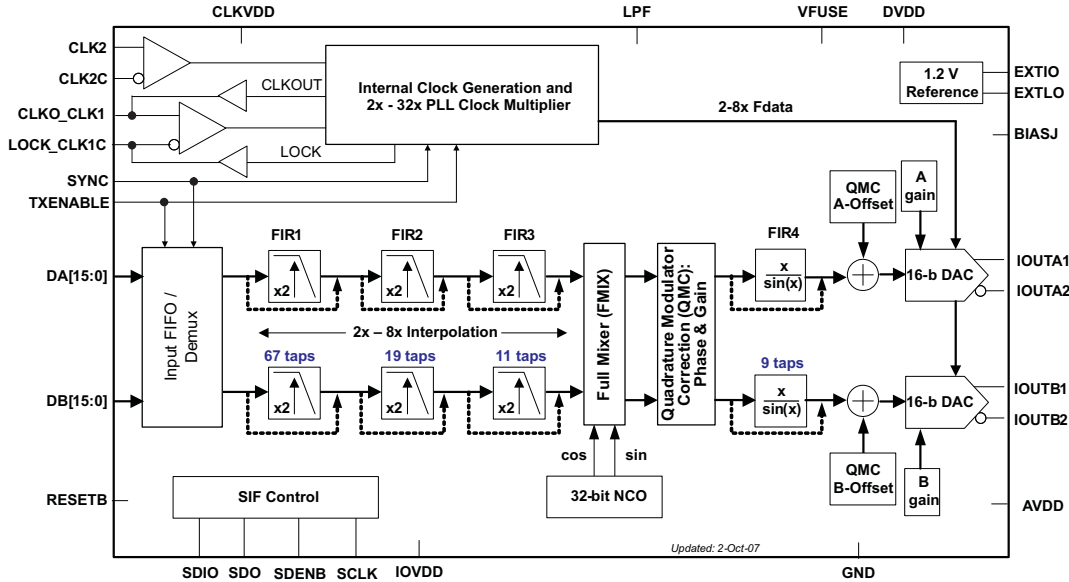 CLKVDD
LPF
VFUSE
DVDD
CLK2
CLK2C
CLKO_CLK1
LOCK_CLK1C
SYNC
TXENABLE
CLKOUT
LOCK
Internal Clock Generation and
2x - 32x PLL Clock Multiplier
2-8x Fdata
1.2 V
Reference
EXTIO
EXTLO
BIASJ
QMC
A-Offset
A
gain
FIR1
FIR2
FIR3
FIR4
DA[15:0]
x2
x2
x2
x
sin(x)
16-b DAC
IOUTA1
IOUTA2
Input FIFO /
Demux
2x – 8x Interpolation
Full Mixer (FMIX)
Quadrature Modulator
Correction (QMC):
Phase & Gain
67 taps
19 taps
11 taps
9 taps
DB[15:0]
x2
x2
x2
x
sin(x)
16-b DAC
IOUTB1
IOUTB2
cos
sin
QMC
B-Offset
B
gain
RESETB
SIF Control
32-bit NCO
AVDD
Updated: 2-Oct-07
SDIO
SDO
SDENB
SCLK
IOVDD
GND